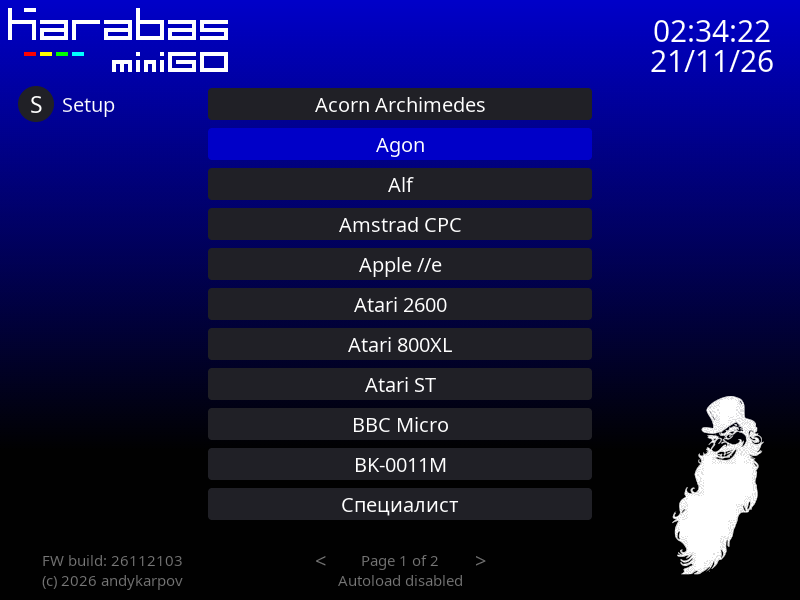 Karabas
miniGO
02:34:22
21/11/26
S Setup
Acorn Archimedes
Agon
Alf
Amstrad CPC
Apple //e
Atari 2600
Atari 800XL
Atari ST
BBC Micro
BK-0011M
Специалист
FW build: 26112103
(c) 2026 andykarpov
< Page 1 of 2 >
Autoload disabled